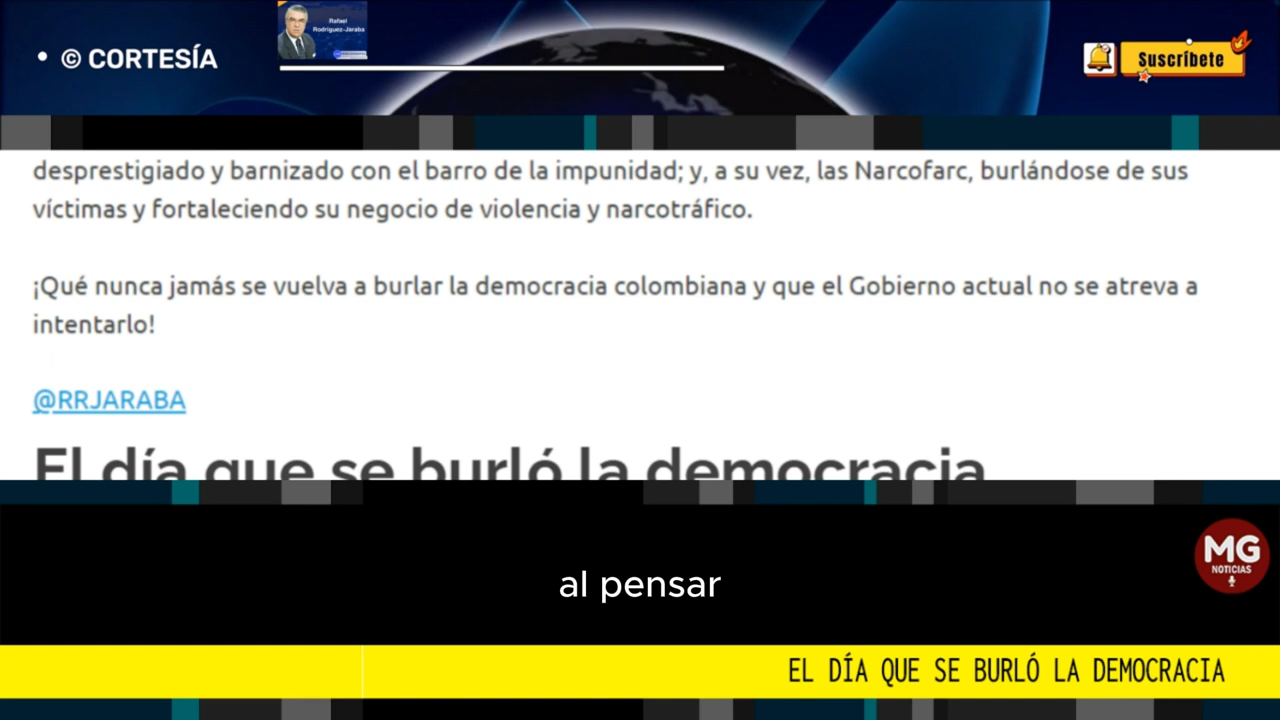 • © CORTESÍA
Rafael
Rodríguez-Jaraba
Suscríbete
desprestigiado y barnizado con el barro de la impunidad; y, a su vez, las Narcofarc, burlándose de sus
víctimas y fortaleciendo su negocio de violencia y narcotráfico.
¡Qué nunca jamás se vuelva a burlar la democracia colombiana y que el Gobierno actual no se atreva a
intentarlo!
@RRJARABA
El día que se burló la democracia
MG
NOTICIAS
al pensar
EL DÍA QUE SE BURLÓ LA DEMOCRACIA